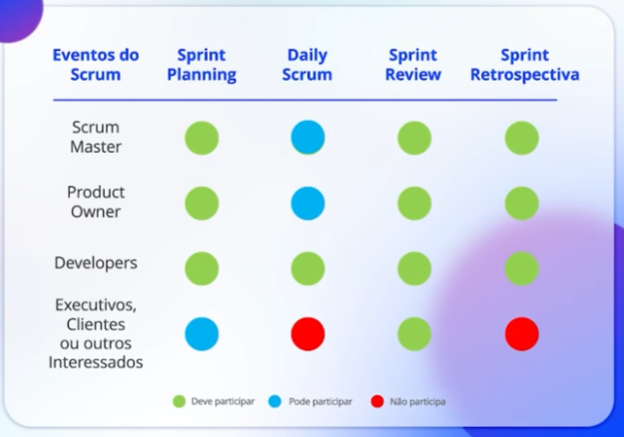 Eventos do
Scrum
Sprint
Planning
Daily
Scrum
Sprint
Review
Sprint
Retrospectiva
Scrum
Master
Product
Owner
Developers
Executivos,
Clientes
ou outros
Interessados
Deve participar
Pode participar
Não participa